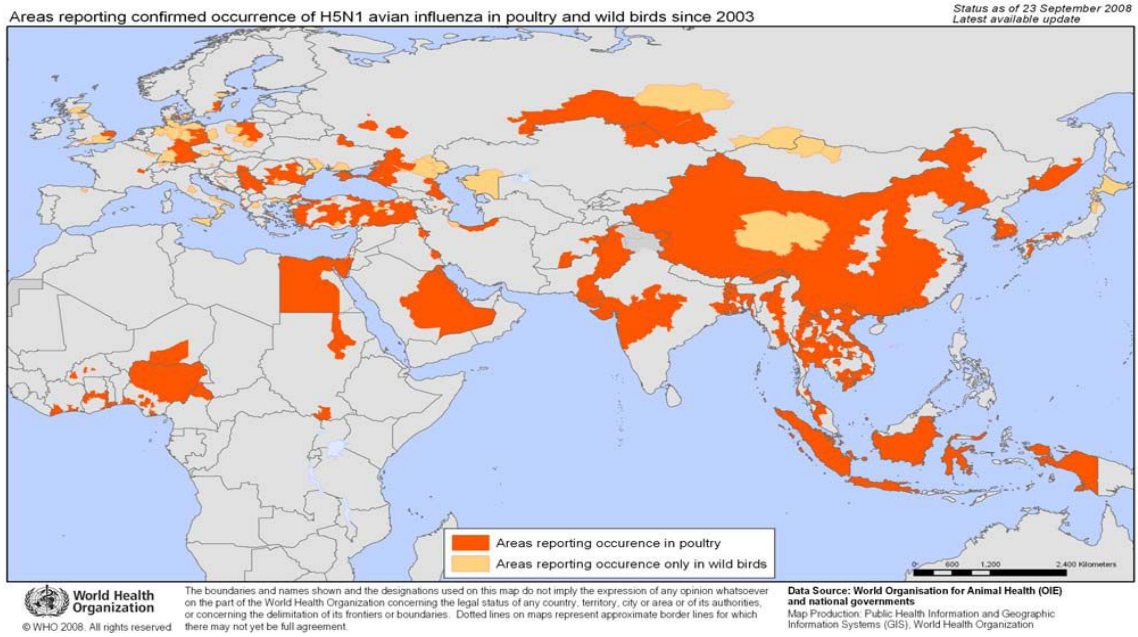 Areas reporting confirmed occurrence of H5N1 avian influenza in poultry and wild birds since 2003
Status as of 23 September 2008
Latest available update
Areas reporting occurence in poultry
Areas reporting occurence only in wild birds
0 600 1,200 2,400 Kilometers
World Health
Organization
© WHO 2008. All rights reserved
The boundaries and names shown and the designations used on this map do not imply the expression of any opinion whatsoever
on the part of the World Health Organization concerning the legal status of any country, territory, city or area or of its authorities,
or concerning the delimitation of its frontiers or boundaries. Dotted lines on maps represent approximate border lines for which
there may not yet be full agreement.
Data Source: World Organisation for Animal Health (OIE)
and national governments
Map Production: Public Health Information and Geographic
Information Systems (GIS), World Health Organization